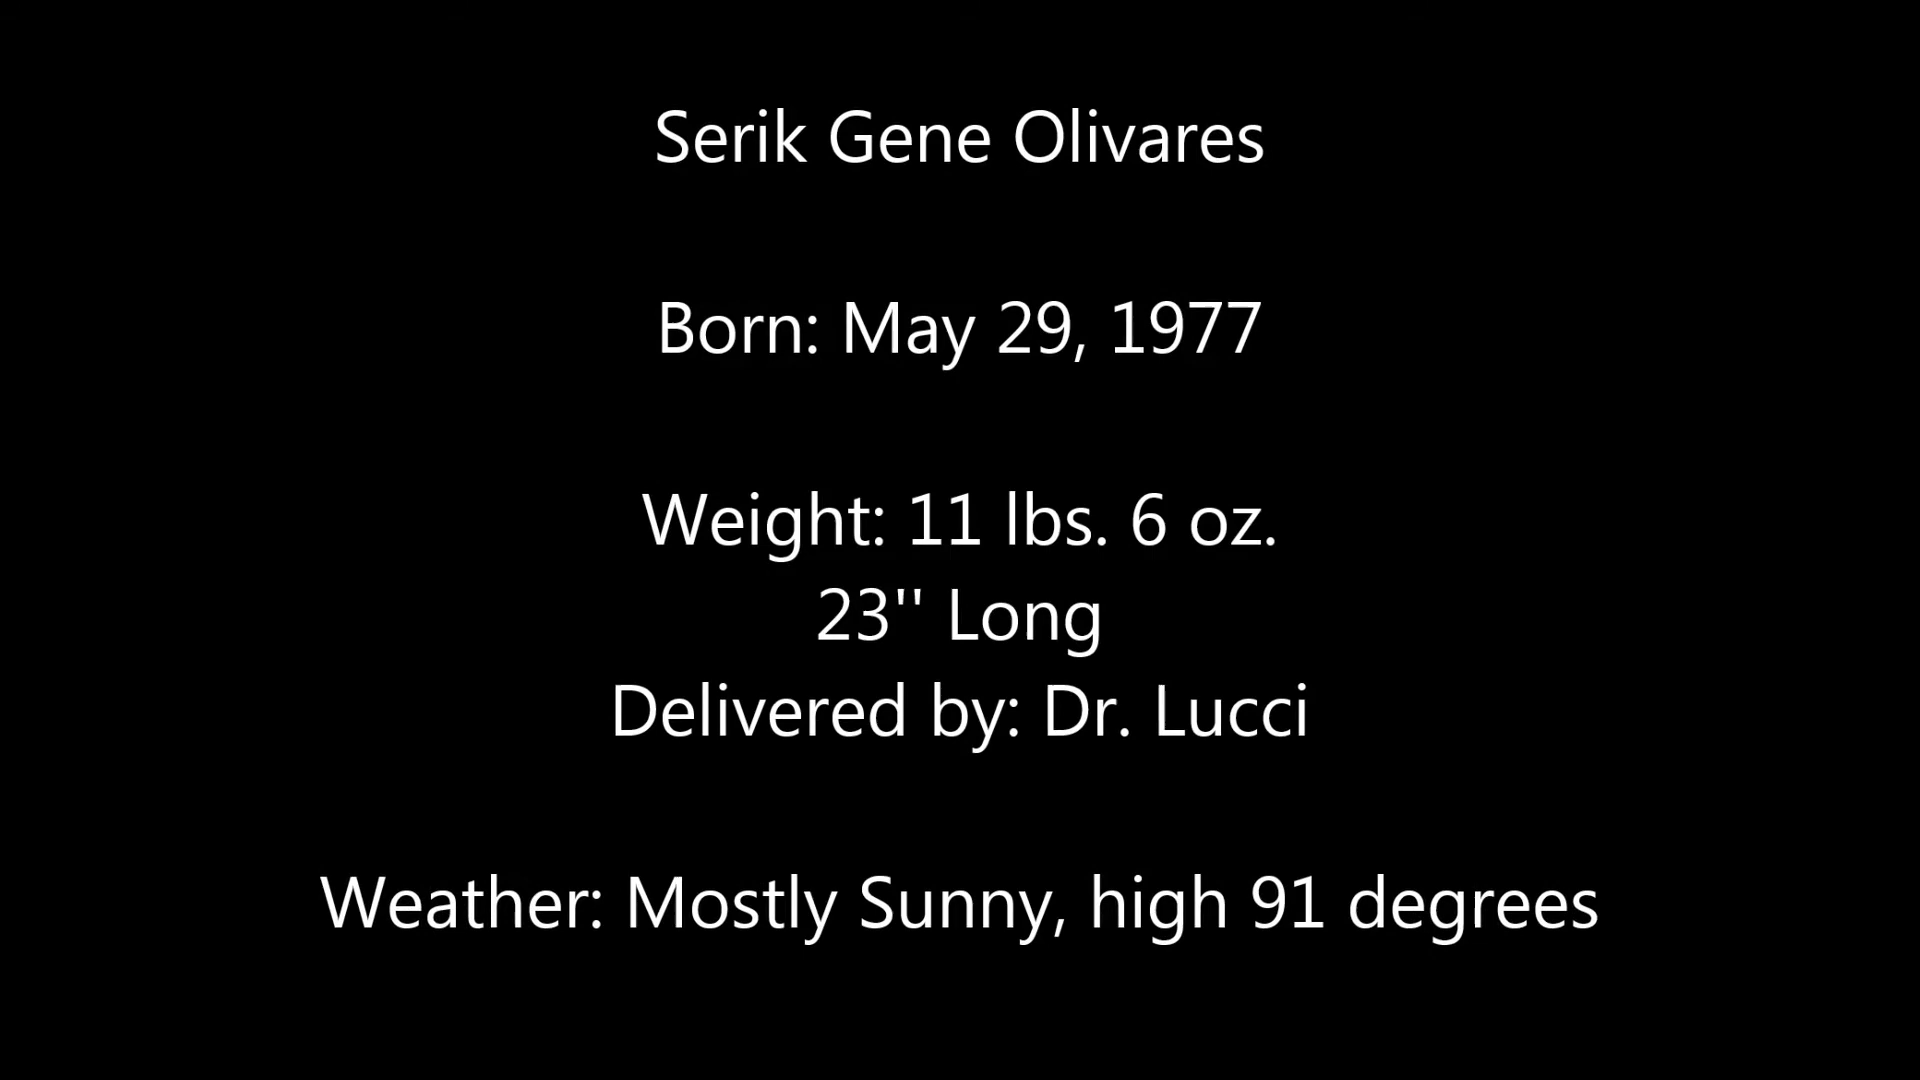 Serik Gene Olivares
Born: May 29, 1977
Weight: 11 lbs. 6 oz.
23'' Long
Delivered by: Dr. Lucci
Weather: Mostly Sunny, high 91 degrees